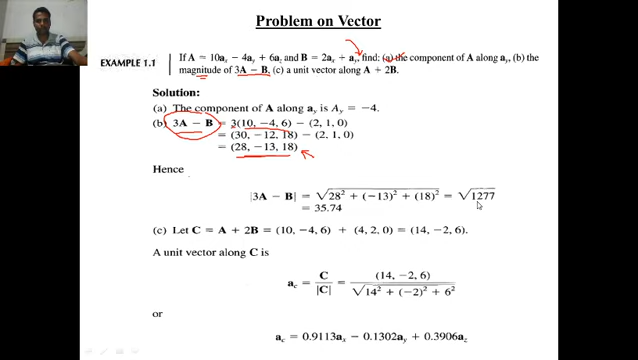 Problem on Vector
EXAMPLE 1.1
If A = 10aₓ − 4aᵧ + 6a_z and B = 2aₓ + aᵧ, find: (a) the component of A along aᵧ, (b) the
magnitude of 3A − B, (c) a unit vector along A + 2B.
Solution:
(a) The component of A along aᵧ is Aᵧ = −4.
(b) 3A − B = 3(10, −4, 6) − (2, 1, 0)
= (30, −12, 18) − (2, 1, 0)
= (28, −13, 18)
Hence
|3A − B| = √(28² + (−13)² + (18)²) = √1277
= 35.74
(c) Let C = A + 2B = (10, −4, 6) + (4, 2, 0) = (14, −2, 6).
A unit vector along C is
a_c = C/|C| = (14, −2, 6)/√(14² + (−2)² + 6²)
or
a_c = 0.9113aₓ − 0.1302aᵧ + 0.3906a_z